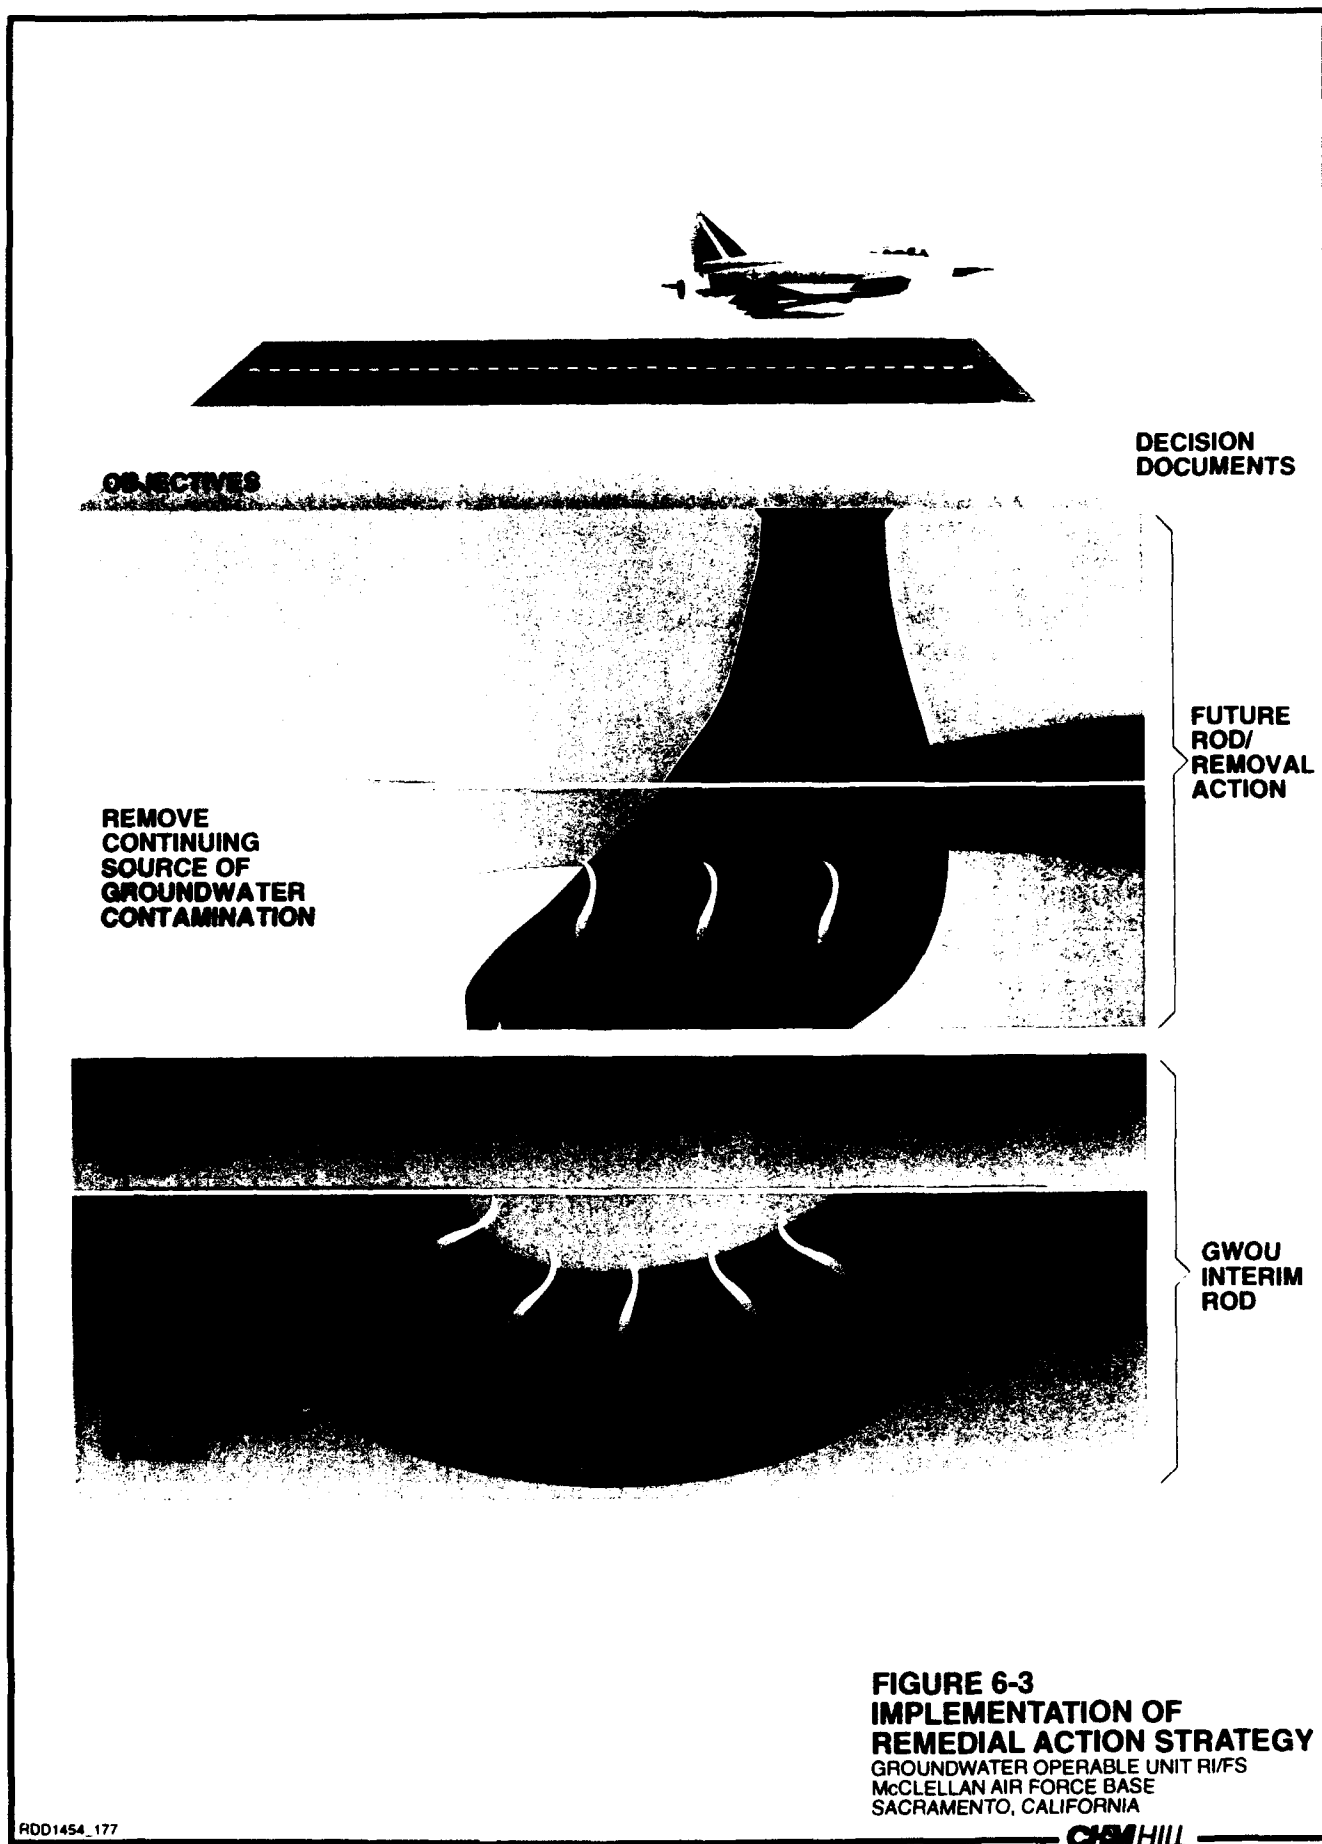 DECISION
DOCUMENTS
OBJECTIVES
FUTURE
ROD/
REMOVAL
ACTION
REMOVE
CONTINUING
SOURCE OF
GROUNDWATER
CONTAMINATION
GWOU
INTERIM
ROD
FIGURE 6-3
IMPLEMENTATION OF
REMEDIAL ACTION STRATEGY
GROUNDWATER OPERABLE UNIT RI/FS
McCLELLAN AIR FORCE BASE
SACRAMENTO, CALIFORNIA
RDD1454_177
CH2M HILL